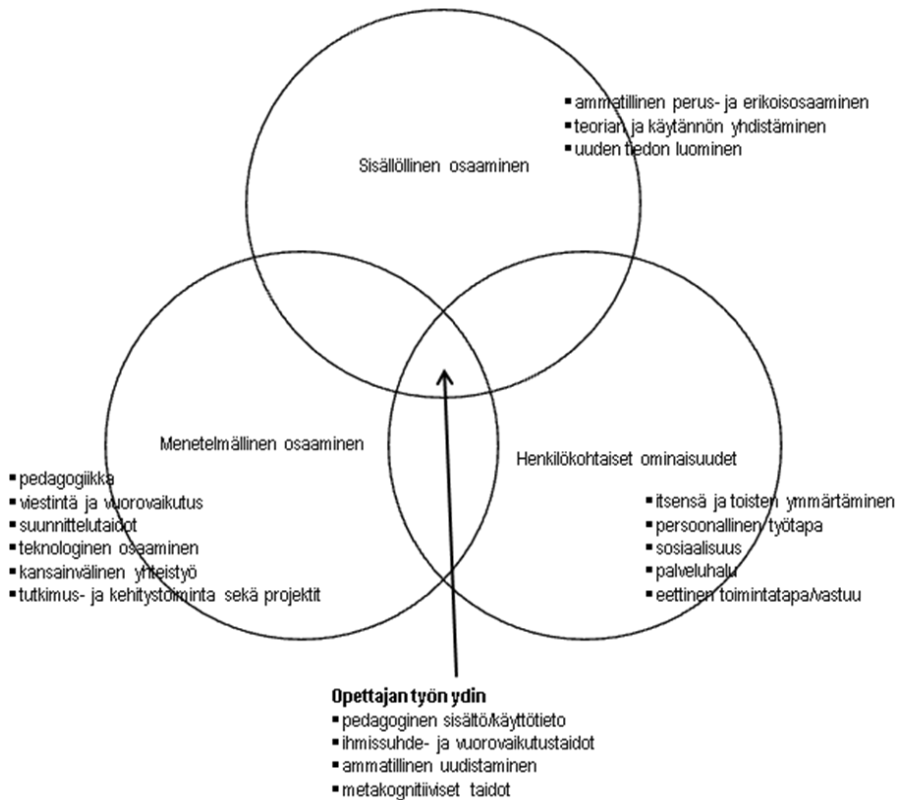 ▪ ammatillinen perus- ja erikoisosaaminen
▪ teorian ja käytännön yhdistäminen
▪ uuden tiedon luominen
Sisällöllinen osaaminen
Menetelmällinen osaaminen
▪ pedagogiikka
▪ viestintä ja vuorovaikutus
▪ suunnittelutaidot
▪ teknologinen osaaminen
▪ kansainvälinen yhteistyö
▪ tutkimus- ja kehitystoiminta sekä projektit
Henkilökohtaiset ominaisuudet
▪ itsensä ja toisten ymmärtäminen
▪ persoonallinen työtapa
▪ sosiaalisuus
▪ palveluhalu
▪ eettinen toimintatapa/vastuu
Opettajan työn ydin
▪ pedagoginen sisältö/käyttötieto
▪ ihmissuhde- ja vuorovaikutustaidot
▪ ammatillinen uudistaminen
▪ metakognitiiviset taidot